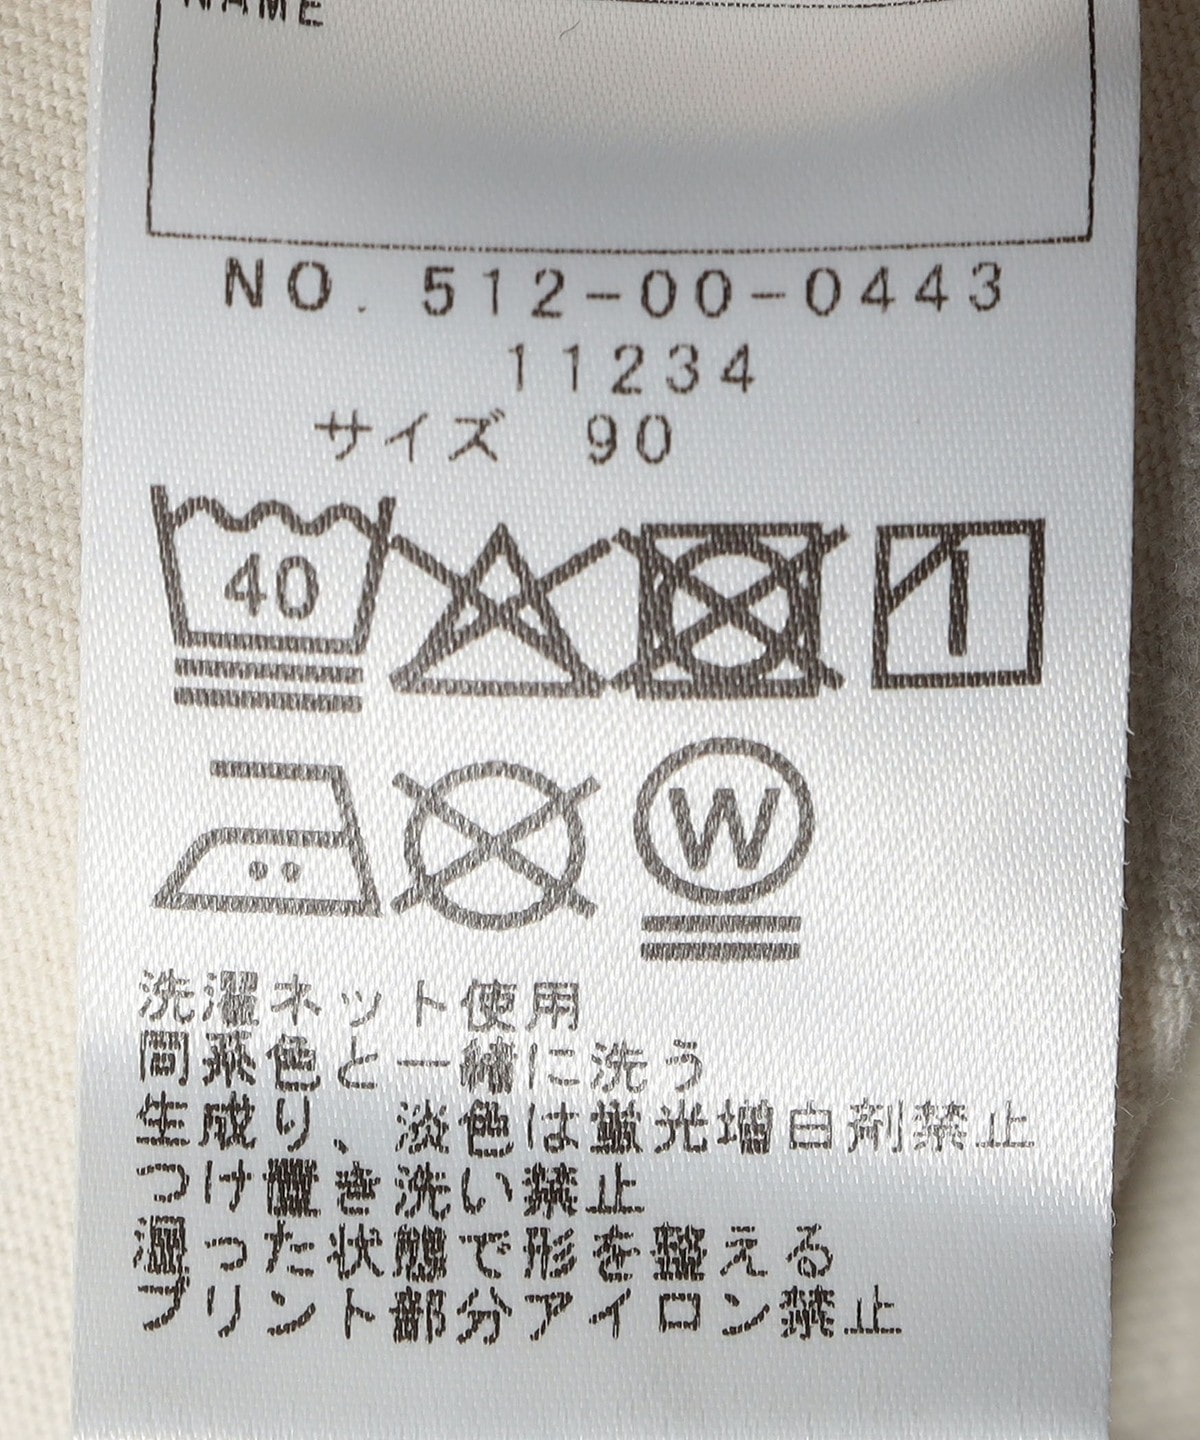 NAME
NO. 512-00-0443
11234
サイズ 90
40
W
洗濯ネット使用
同系色と一緒に洗う
生成り、淡色は蛍光増白剤禁止
つけ置き洗い禁止
濡った状態で形を整える
プリント部分アイロン禁止